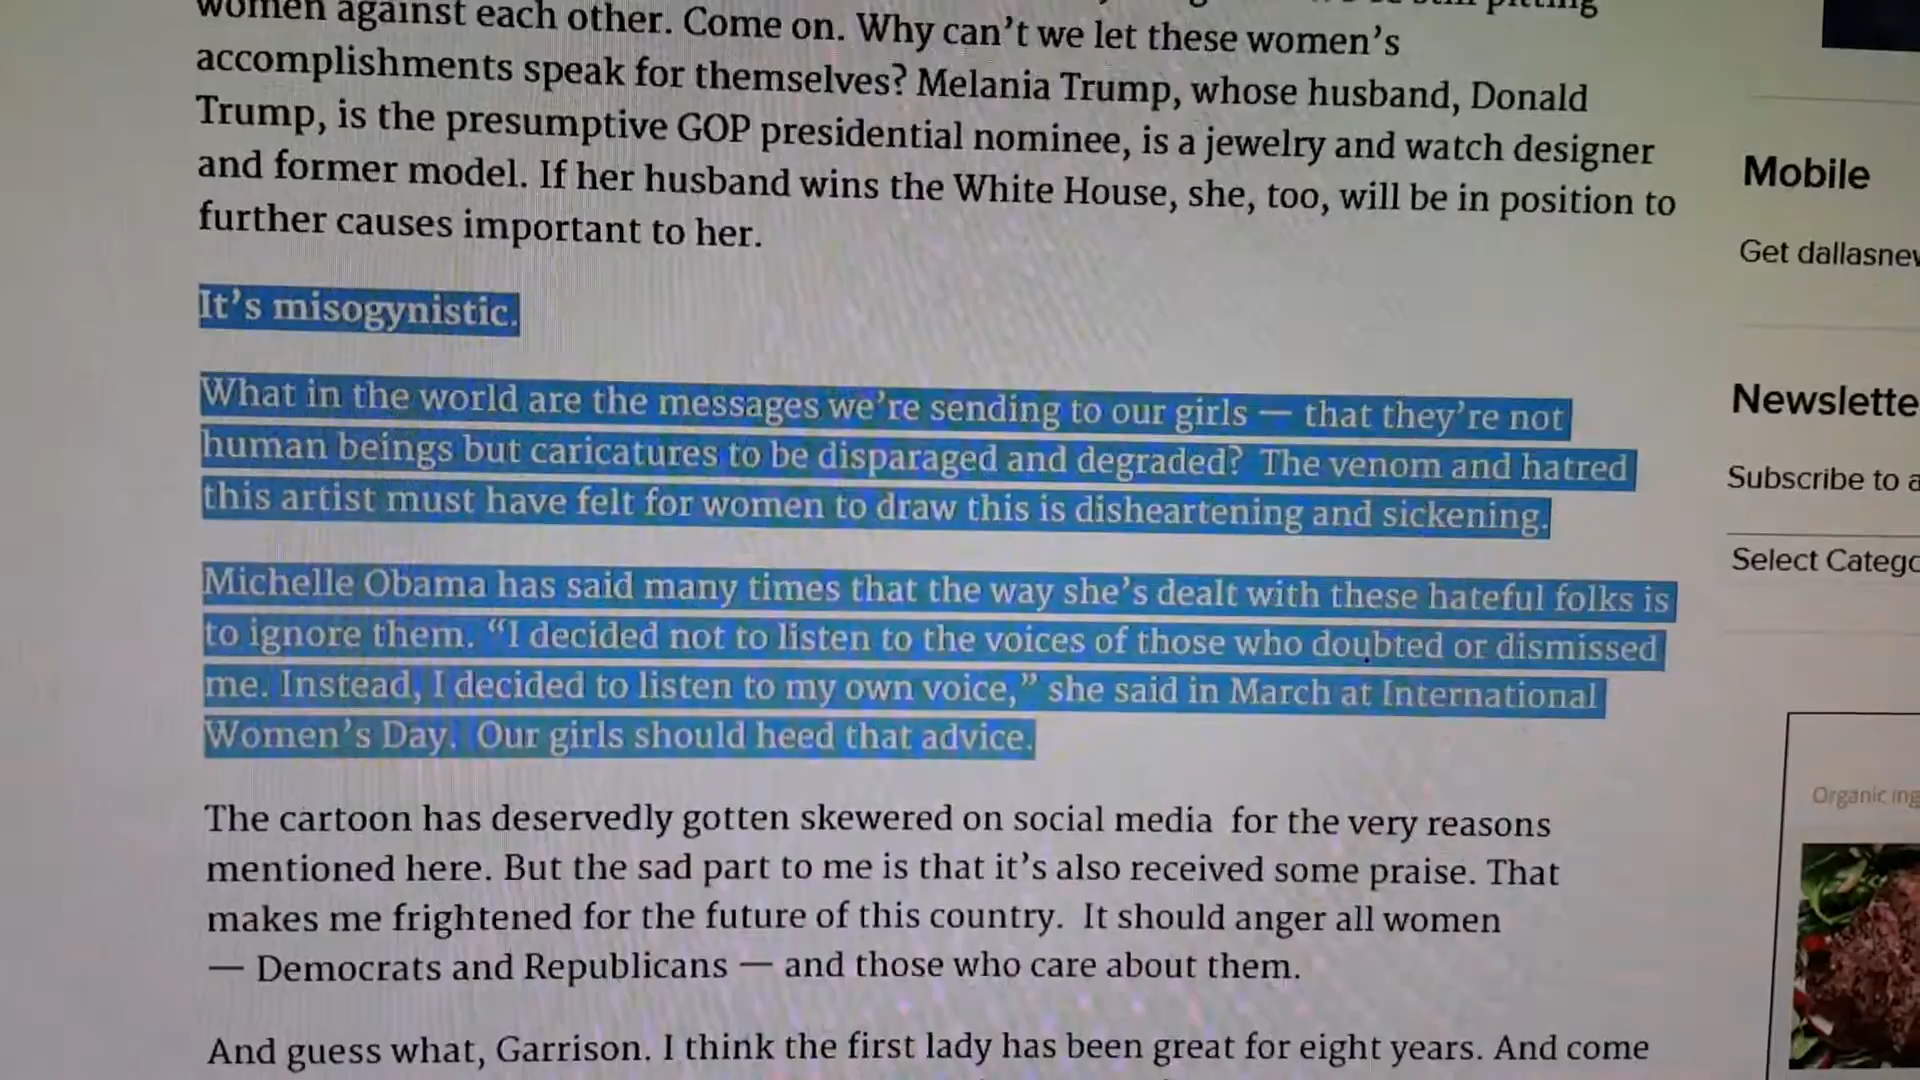 women against each other. Come on. Why can't we let these women's
accomplishments speak for themselves? Melania Trump, whose husband, Donald
Trump, is the presumptive GOP presidential nominee, is a jewelry and watch designer
and former model. If her husband wins the White House, she, too, will be in position to
further causes important to her.
It's misogynistic.
What in the world are the messages we're sending to our girls — that they're not
human beings but caricatures to be disparaged and degraded?  The venom and hatred
this artist must have felt for women to draw this is disheartening and sickening.
Michelle Obama has said many times that the way she's dealt with these hateful folks is
to ignore them. “I decided not to listen to the voices of those who doubted or dismissed
me. Instead, I decided to listen to my own voice,” she said in March at International
Women's Day.  Our girls should heed that advice.
The cartoon has deservedly gotten skewered on social media  for the very reasons
mentioned here. But the sad part to me is that it's also received some praise. That
makes me frightened for the future of this country.  It should anger all women
— Democrats and Republicans — and those who care about them.
And guess what, Garrison. I think the first lady has been great for eight years. And come
Mobile
Get dallasnew
Newslette
Subscribe to a
Select Catego
Organic ing